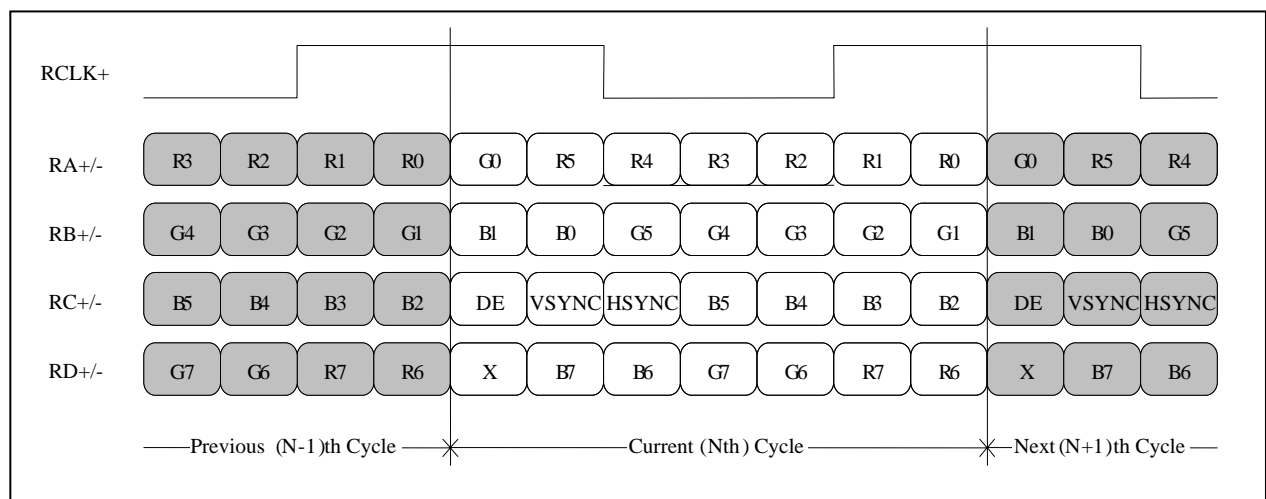 RCLK+
RA+/- R3 R2 R1 R0 G0 R5 R4 R3 R2 R1 R0 G0 R5 R4
RB+/- G4 G3 G2 G1 B1 B0 G5 G4 G3 G2 G1 B1 B0 G5
RC+/- B5 B4 B3 B2 DE VSYNC HSYNC B5 B4 B3 B2 DE VSYNC HSYNC
RD+/- G7 G6 R7 R6 X B7 B6 G7 G6 R7 R6 X B7 B6
Previous (N-1)th Cycle Current (Nth) Cycle Next (N+1)th Cycle